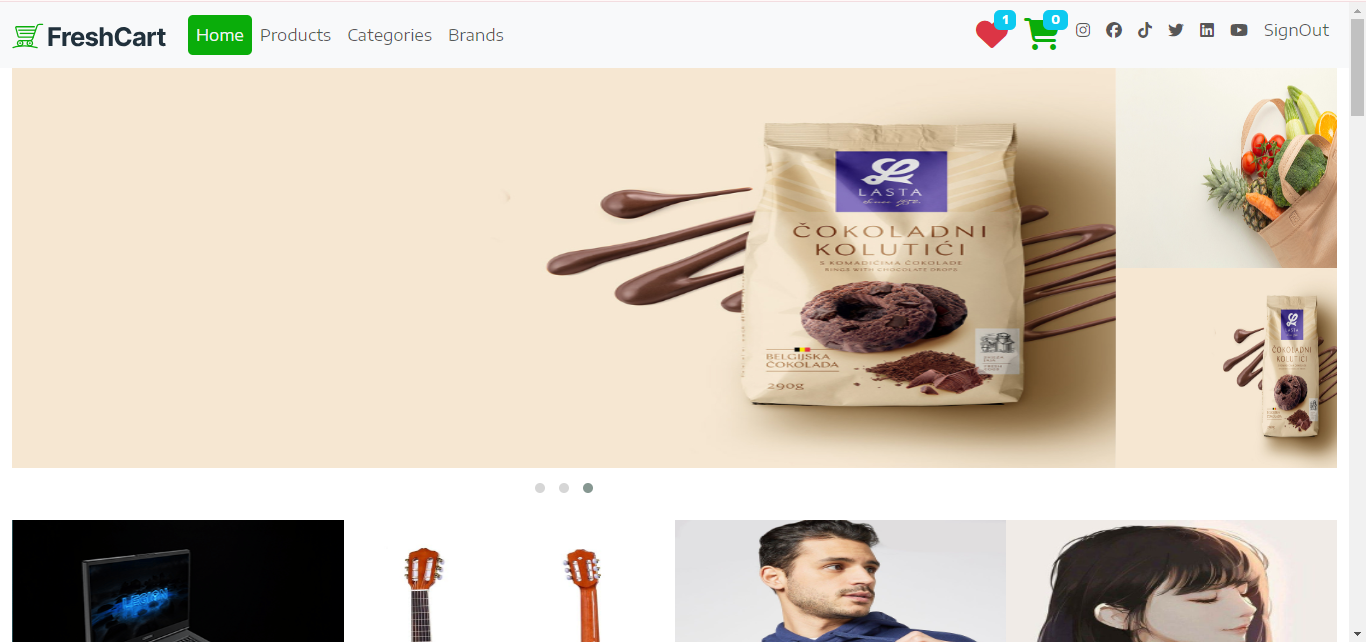 FreshCart
Home
Products
Categories
Brands
1
0
SignOut
LASTA
ČOKOLADNI
KOLUTIĆI
S KOMADIĆIMA ČOKOLADE
RINGS WITH CHOCOLATE DROPS
BELGIJSKA
ČOKOLADA
290g
LASTA
ČOKOLADNI
KOLUTIĆI
LEGION